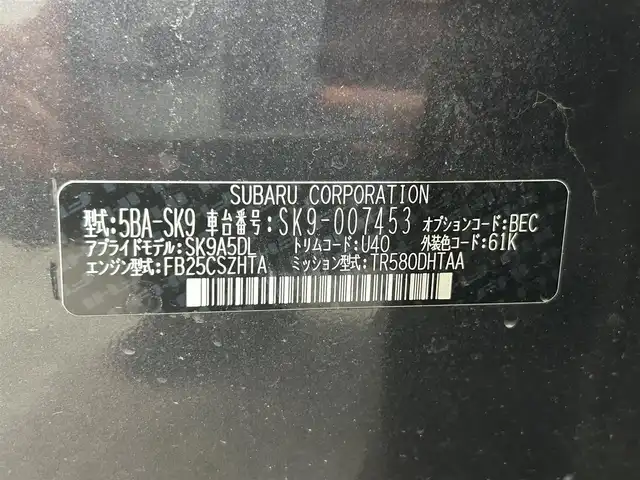 SUBARU CORPORATION
型式:5BA-SK9 車台番号:SK9-007453 オプションコード:BEC
アプライドモデル:SK9A5DL トリムコード:U40 外装色コード:61K
エンジン型式:FB25CSZHTA ミッション型式:TR580DHTAA